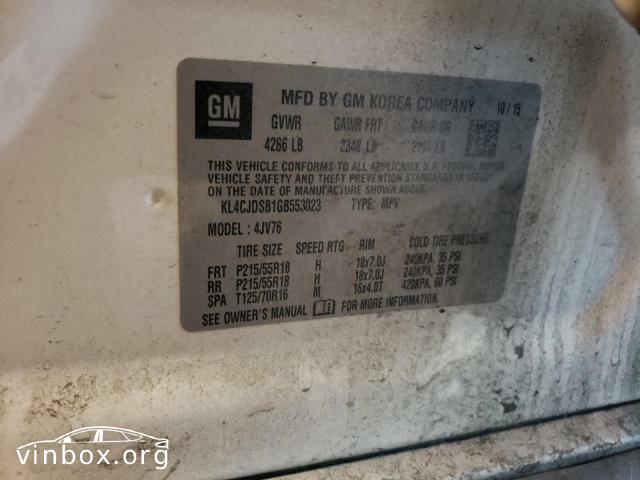 GM MFD BY GM KOREA COMPANY 10/15
GVWR GAWR FRT GAWR RR
4266 LB 2348 LB LB
THIS VEHICLE CONFORMS TO ALL APPLICABLE U.S. FEDERAL MOTOR
VEHICLE SAFETY AND THEFT PREVENTION STANDARDS IN EFFECT
ON THE DATE OF MANUFACTURE SHOWN ABOVE.
KL4CJDSB1GB553023 TYPE: MPV
MODEL: 4JV76
TIRE SIZE SPEED RTG RIM COLD TIRE PRESSURE
FRT P215/55R18 H 18x7.0J 240KPA, 35 PSI
RR P215/55R18 H 18x7.0J 240KPA, 35 PSI
SPA T125/70R16 M 16x4.0T 420KPA, 60 PSI
SEE OWNER'S MANUAL FOR MORE INFORMATION.
vinbox.org